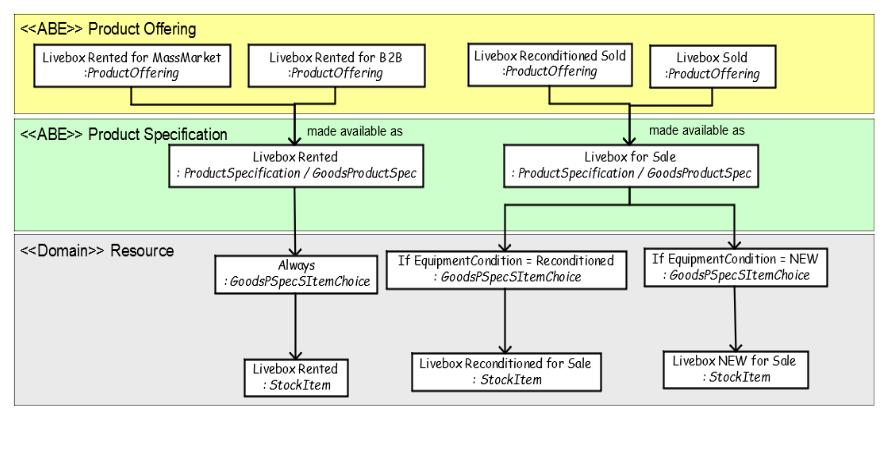 <<ABE>> Product Offering
Livebox Rented for MassMarket
:ProductOffering
Livebox Rented for B2B
:ProductOffering
Livebox Reconditioned Sold
:ProductOffering
Livebox Sold
:ProductOffering
<<ABE>> Product Specification
made available as
made available as
Livebox Rented
: ProductSpecification / GoodsProductSpec
Livebox for Sale
: ProductSpecification / GoodsProductSpec
<<Domain>> Resource
Always
: GoodsPSpecSItemChoice
If EquipmentCondition = Reconditioned
: GoodsPSpecSItemChoice
If EquipmentCondition = NEW
: GoodsPSpecSItemChoice
Livebox Rented
: StockItem
Livebox Reconditioned for Sale
: StockItem
Livebox NEW for Sale
: StockItem